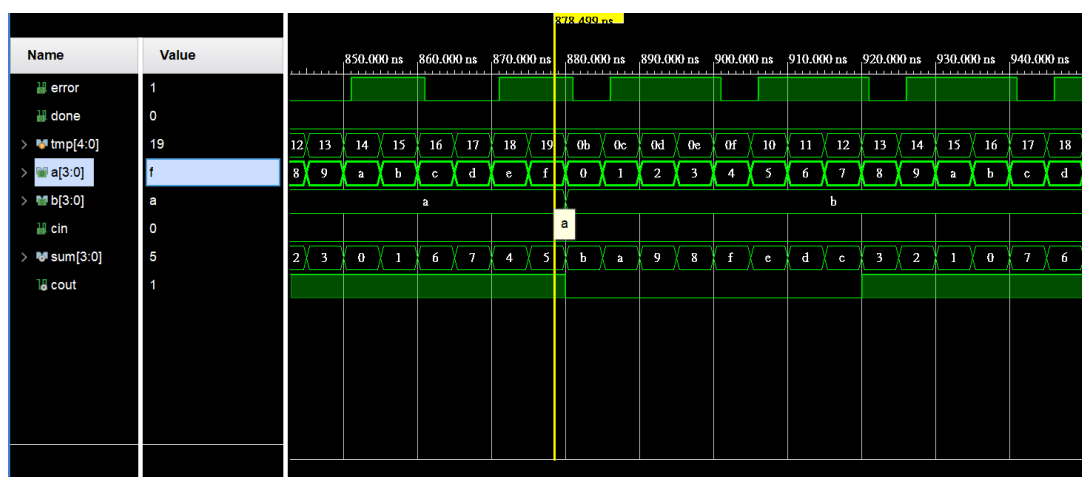 878.499 ns
Name Value
850.000 ns 860.000 ns 870.000 ns 880.000 ns 890.000 ns 900.000 ns 910.000 ns 920.000 ns 930.000 ns 940.000 ns
error 1
done 0
tmp[4:0] 19 12 13 14 15 16 17 18 19 0b 0c 0d 0e 0f 10 11 12 13 14 15 16 17 18
a[3:0] f 8 9 a b c d e f 0 1 2 3 4 5 6 7 8 9 a b c d
b[3:0] a a b
cin 0
a
sum[3:0] 5 2 3 0 1 6 7 4 5 b a 9 8 f e d c 3 2 1 0 7 6
cout 1